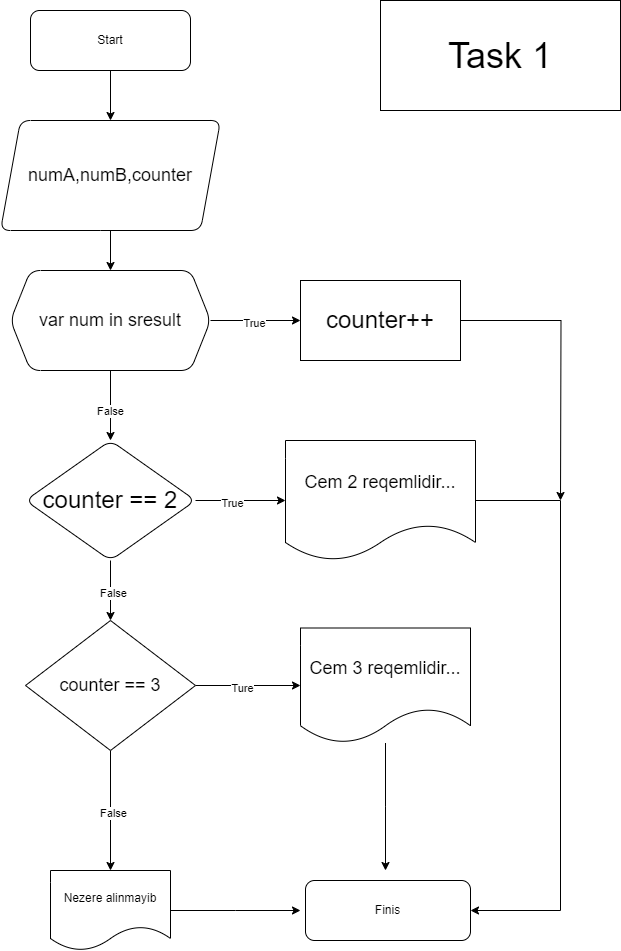 Start
Task 1
numA,numB,counter
var num in sresult
True
counter++
False
counter == 2
True
Cem 2 reqemlidir...
False
counter == 3
Ture
Cem 3 reqemlidir...
False
Nezere alinmayib
Finis